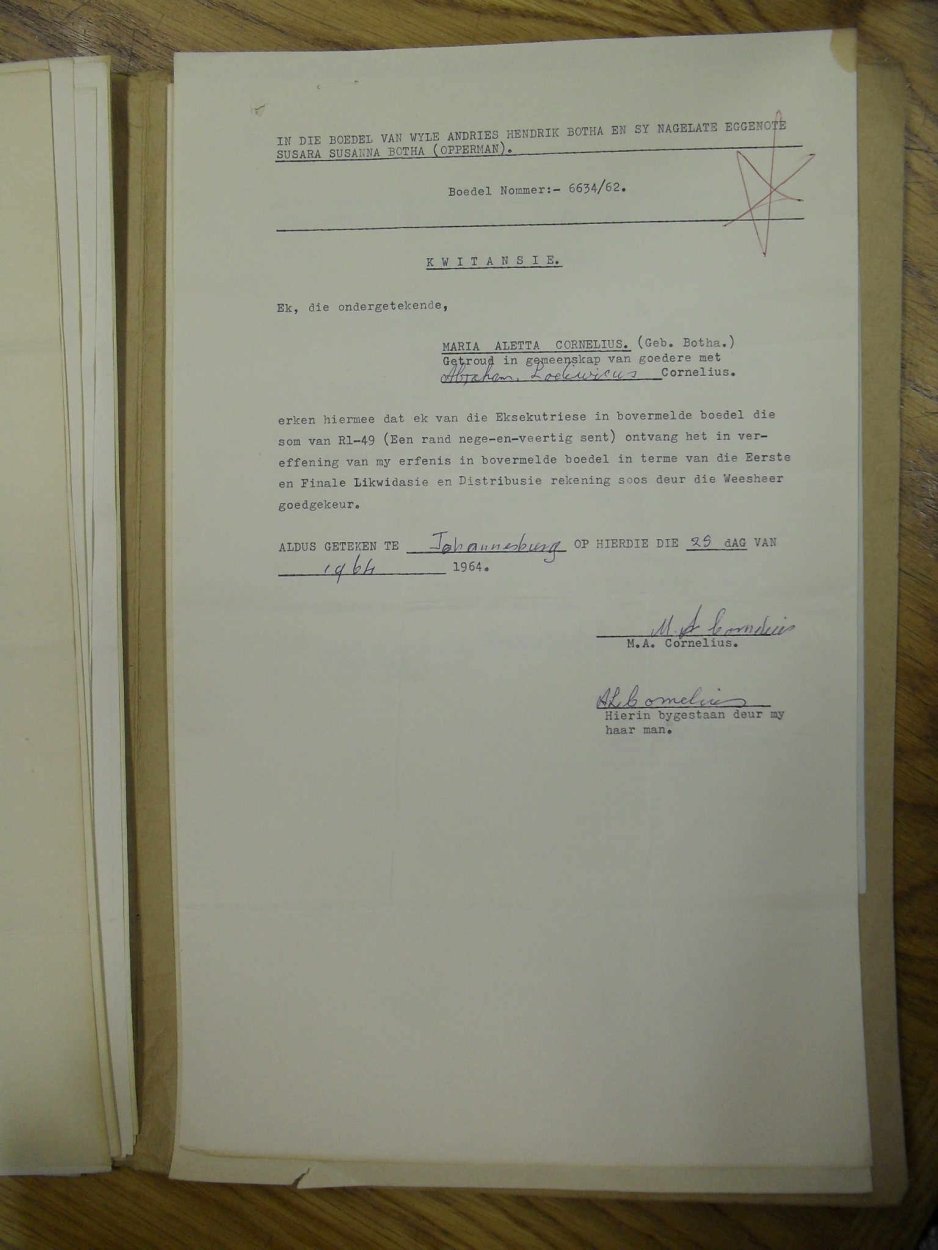 IN DIE BOEDEL VAN WYLE ANDRIES HENDRIK BOTHA EN SY NAGELATE EGGENOTE
SUSARA SUSANNA BOTHA (OPPERMAN).
Boedel Nommer:- 6634/62.
K W I T A N S I E.
Ek, die ondergetekende,
MARIA ALETTA CORNELIUS. (Geb. Botha.)
Getroud in gemeenskap van goedere met
Abraham Loediwicus Cornelius.
erken hiermee dat ek van die Eksekutriese in bovermelde boedel die
som van R1-49 (Een rand nege-en-veertig sent) ontvang het in ver-
effening van my erfenis in bovermelde boedel in terme van die Eerste
en Finale Likwidasie en Distribusie rekening soos deur die Weesheer
goedgekeur.
ALDUS GETEKEN TE Johannesburg OP HIERDIE DIE 25 dAG VAN
1964 1964.
M. A Cornelius
M.A. Cornelius.
AL Cornelius
Hierin bygestaan deur my
haar man.